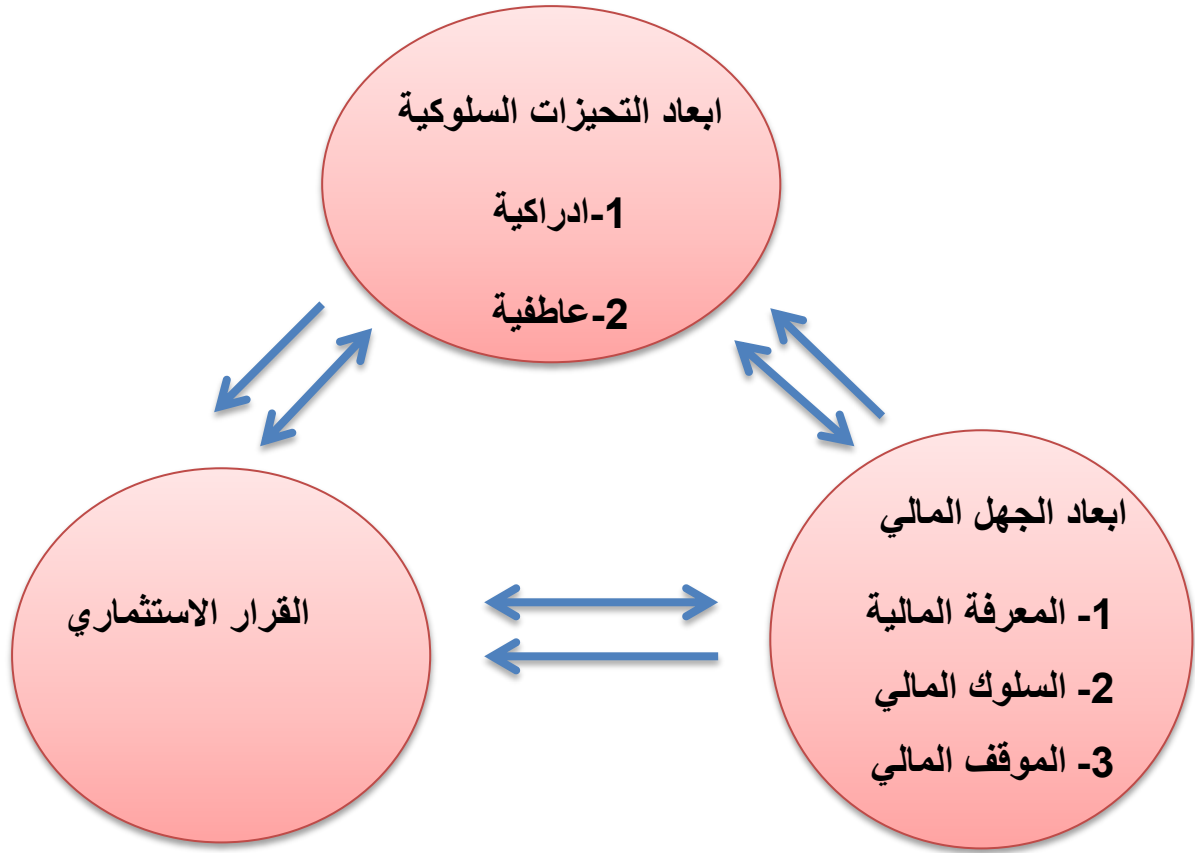 ابعاد التحيزات السلوكية
1-ادراكية
2-عاطفية
ابعاد الجهل المالي
1- المعرفة المالية
2- السلوك المالي
3- الموقف المالي
القرار الاستثماري